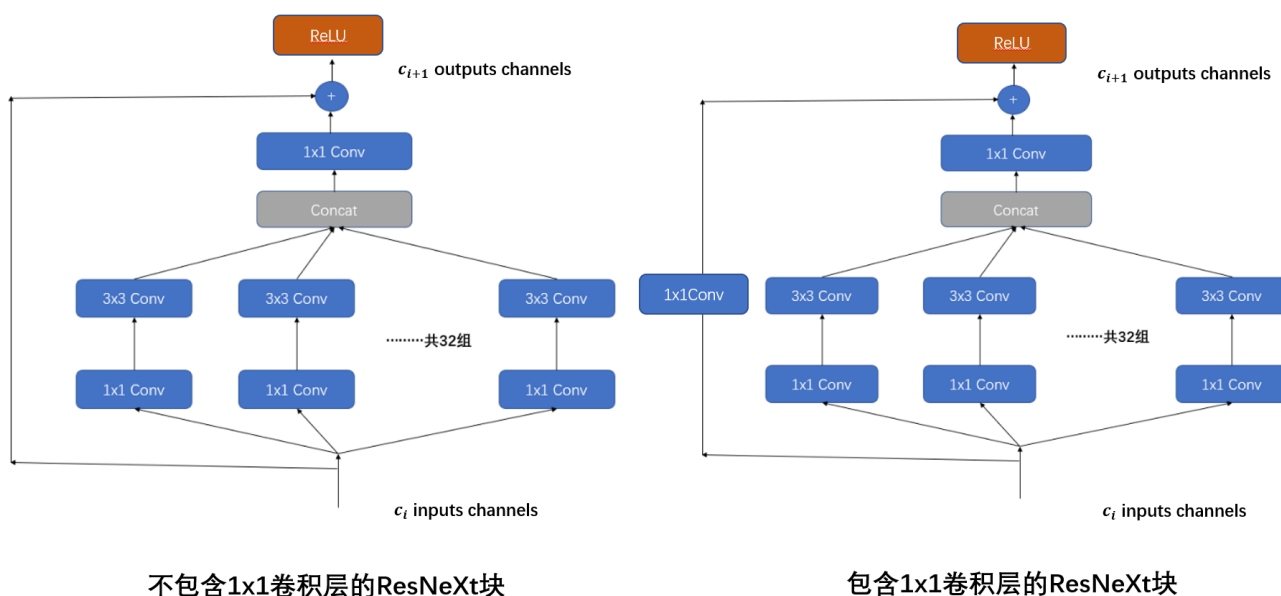 ReLU
c_{i+1} outputs channels
+
1x1 Conv
Concat
3x3 Conv
3x3 Conv
3x3 Conv
………共32组
1x1 Conv
1x1 Conv
1x1 Conv
c_i inputs channels
不包含1x1卷积层的ResNeXt块
ReLU
c_{i+1} outputs channels
+
1x1 Conv
Concat
1x1Conv
3x3 Conv
3x3 Conv
3x3 Conv
………共32组
1x1 Conv
1x1 Conv
1x1 Conv
c_i inputs channels
包含1x1卷积层的ResNeXt块